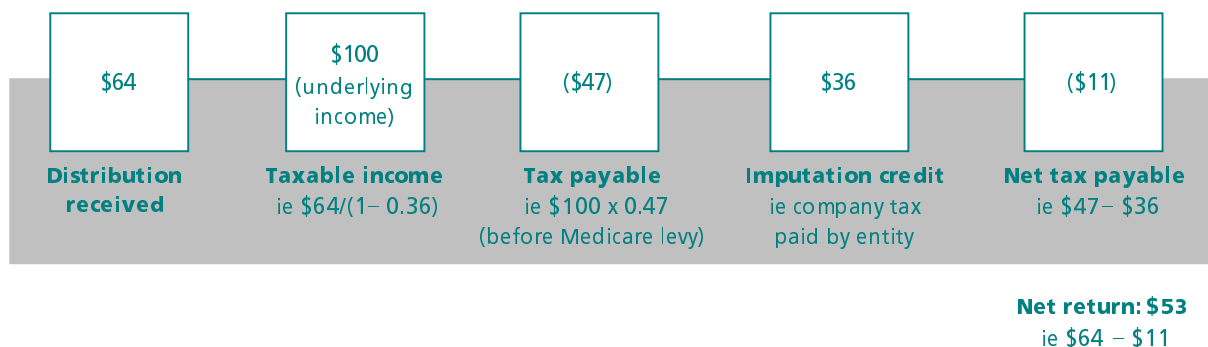 $64
$100
(underlying
income)
($47)
$36
($11)
Distribution
received
Taxable income
ie $64/(1– 0.36)
Tax payable
ie $100 x 0.47
(before Medicare levy)
Imputation credit
ie company tax
paid by entity
Net tax payable
ie $47– $36
Net return: $53
ie $64 – $11